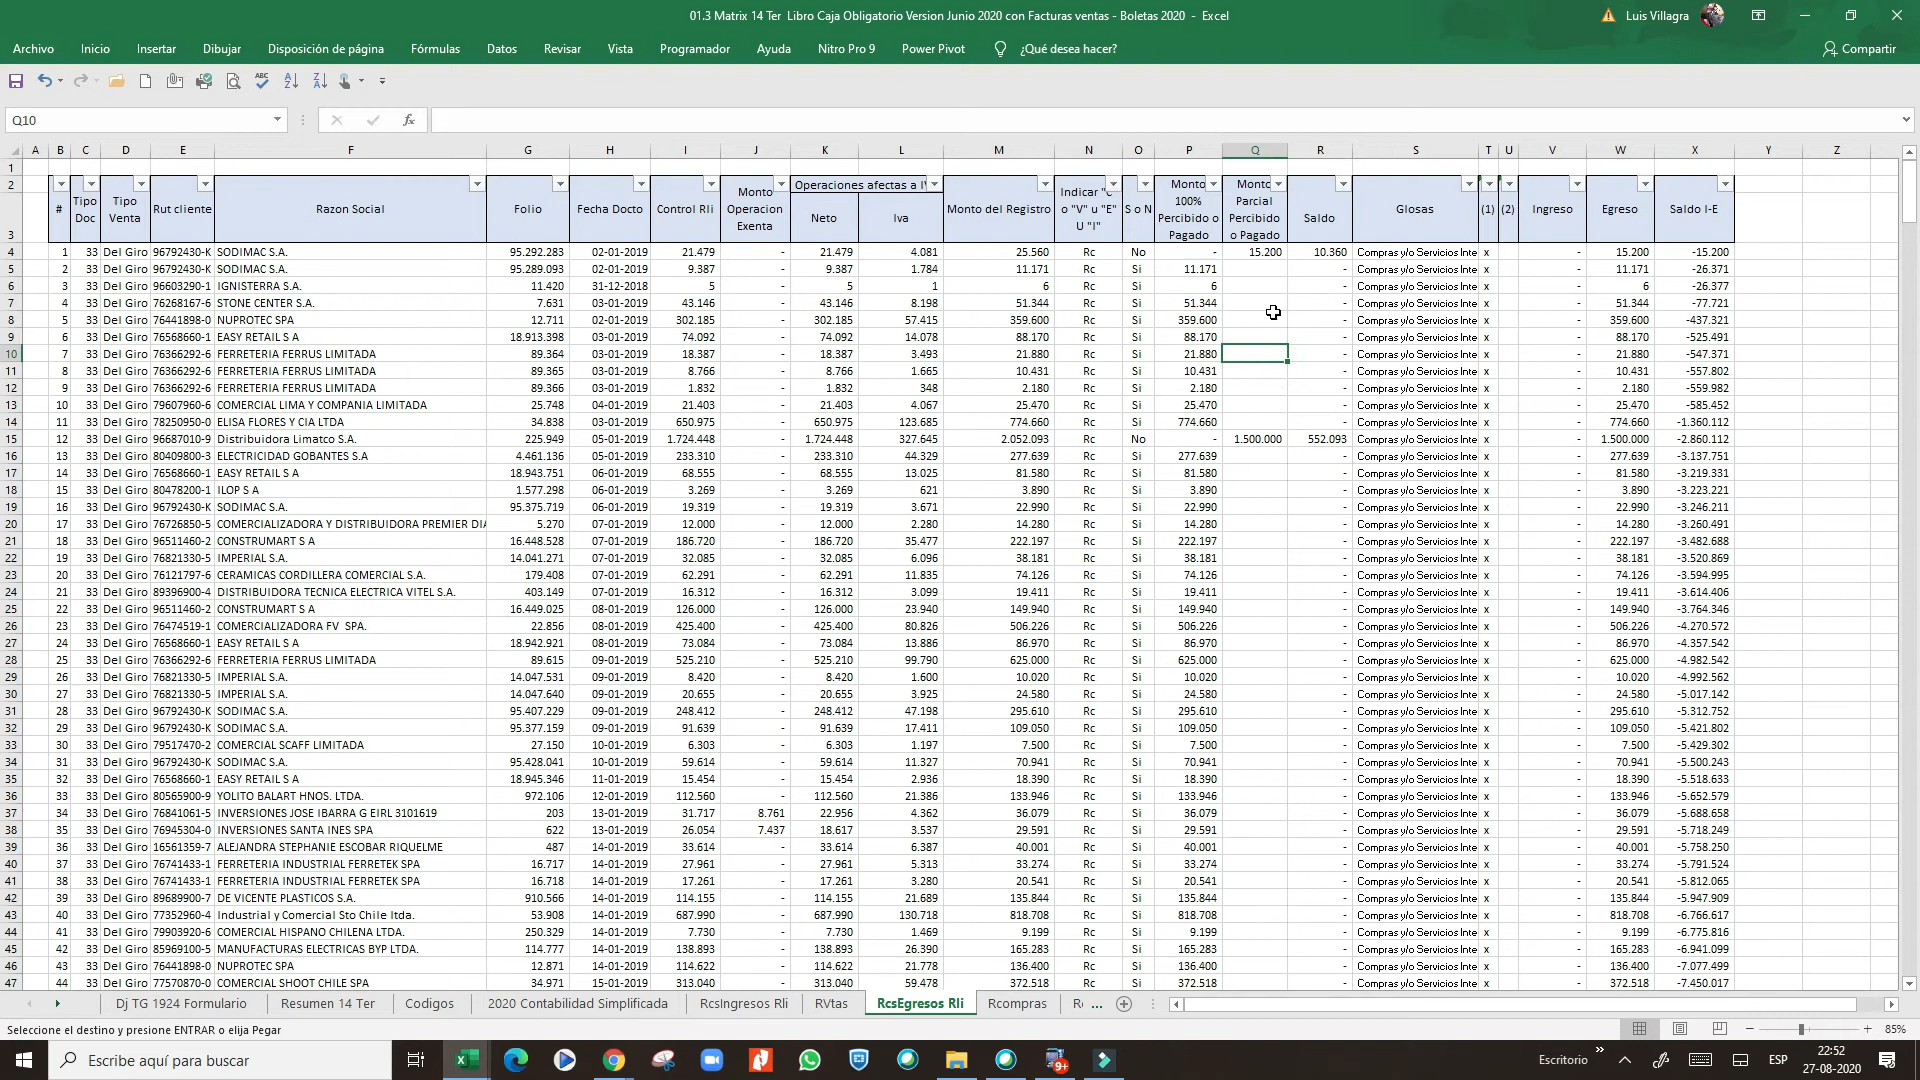 01.3 Matrix 14 Ter  Libro Caja Obligatorio Version Junio 2020 con Facturas ventas - Boletas 2020  -  Excel
Luis Villagra
Archivo Inicio Insertar Dibujar Disposición de página Fórmulas Datos Revisar Vista Programador Ayuda Nitro Pro 9 Power Pivot ¿Qué desea hacer? Compartir
Q10
A B C D E F G H I J K L M N O P Q R S T U V W X Y Z
# Tipo Doc Tipo Venta Rut cliente Razon Social Folio Fecha Docto Control Rli Monto Operacion Exenta Operaciones afectas a Neto Iva Monto del Registro Indicar "C" o "V" u "E" U "I" S o N Monto 100% Percibido o Pagado Monto Parcial Percibido o Pagado Saldo Glosas (1) (2) Ingreso Egreso Saldo I-E
1
2
3
4 1 33 Del Giro 96792430-K SODIMAC S.A. 95.292.283 02-01-2019 21.479 - 21.479 4.081 25.560 Rc No - 15.200 10.360 Compras y/o Servicios Inte x - 15.200 -15.200
5 2 33 Del Giro 96792430-K SODIMAC S.A. 95.289.093 02-01-2019 9.387 - 9.387 1.784 11.171 Rc Si 11.171 - Compras y/o Servicios Inte x - 11.171 -26.371
6 3 33 Del Giro 96603290-1 IGNISTERRA S.A. 11.420 31-12-2018 5 - 5 1 6 Rc Si 6 - Compras y/o Servicios Inte x - 6 -26.377
7 4 33 Del Giro 76268167-6 STONE CENTER S.A. 7.631 03-01-2019 43.146 - 43.146 8.198 51.344 Rc Si 51.344 - Compras y/o Servicios Inte x - 51.344 -77.721
8 5 33 Del Giro 76441898-0 NUPROTEC SPA 12.711 02-01-2019 302.185 - 302.185 57.415 359.600 Rc Si 359.600 - Compras y/o Servicios Inte x - 359.600 -437.321
9 6 33 Del Giro 76568660-1 EASY RETAIL S A 18.913.398 03-01-2019 74.092 - 74.092 14.078 88.170 Rc Si 88.170 - Compras y/o Servicios Inte x - 88.170 -525.491
10 7 33 Del Giro 76366292-6 FERRETERIA FERRUS LIMITADA 89.364 03-01-2019 18.387 - 18.387 3.493 21.880 Rc Si 21.880 - Compras y/o Servicios Inte x - 21.880 -547.371
11 8 33 Del Giro 76366292-6 FERRETERIA FERRUS LIMITADA 89.365 03-01-2019 8.766 - 8.766 1.665 10.431 Rc Si 10.431 - Compras y/o Servicios Inte x - 10.431 -557.802
12 9 33 Del Giro 76366292-6 FERRETERIA FERRUS LIMITADA 89.366 03-01-2019 1.832 - 1.832 348 2.180 Rc Si 2.180 - Compras y/o Servicios Inte x - 2.180 -559.982
13 10 33 Del Giro 79607960-6 COMERCIAL LIMA Y COMPANIA LIMITADA 25.748 04-01-2019 21.403 - 21.403 4.067 25.470 Rc Si 25.470 - Compras y/o Servicios Inte x - 25.470 -585.452
14 11 33 Del Giro 78250950-0 ELISA FLORES Y CIA LTDA 34.838 03-01-2019 650.975 - 650.975 123.685 774.660 Rc Si 774.660 - Compras y/o Servicios Inte x - 774.660 -1.360.112
15 12 33 Del Giro 96687010-9 Distribuidora Limatco S.A. 225.949 05-01-2019 1.724.448 - 1.724.448 327.645 2.052.093 Rc No - 1.500.000 552.093 Compras y/o Servicios Inte x - 1.500.000 -2.860.112
16 13 33 Del Giro 80409800-3 ELECTRICIDAD GOBANTES S.A 4.461.136 05-01-2019 233.310 - 233.310 44.329 277.639 Rc Si 277.639 - Compras y/o Servicios Inte x - 277.639 -3.137.751
17 14 33 Del Giro 76568660-1 EASY RETAIL S A 18.943.751 06-01-2019 68.555 - 68.555 13.025 81.580 Rc Si 81.580 - Compras y/o Servicios Inte x - 81.580 -3.219.331
18 15 33 Del Giro 80478200-1 ILOP S A 1.577.298 06-01-2019 3.269 - 3.269 621 3.890 Rc Si 3.890 - Compras y/o Servicios Inte x - 3.890 -3.223.221
19 16 33 Del Giro 96792430-K SODIMAC S.A. 95.375.719 06-01-2019 19.319 - 19.319 3.671 22.990 Rc Si 22.990 - Compras y/o Servicios Inte x - 22.990 -3.246.211
20 17 33 Del Giro 76726850-5 COMERCIALIZADORA Y DISTRIBUIDORA PREMIER DIA 5.270 07-01-2019 12.000 - 12.000 2.280 14.280 Rc Si 14.280 - Compras y/o Servicios Inte x - 14.280 -3.260.491
21 18 33 Del Giro 96511460-2 CONSTRUMART S A 16.448.528 07-01-2019 186.720 - 186.720 35.477 222.197 Rc Si 222.197 - Compras y/o Servicios Inte x - 222.197 -3.482.688
22 19 33 Del Giro 76821330-5 IMPERIAL S.A. 14.041.271 07-01-2019 32.085 - 32.085 6.096 38.181 Rc Si 38.181 - Compras y/o Servicios Inte x - 38.181 -3.520.869
23 20 33 Del Giro 76121797-6 CERAMICAS CORDILLERA COMERCIAL S.A. 179.408 07-01-2019 62.291 - 62.291 11.835 74.126 Rc Si 74.126 - Compras y/o Servicios Inte x - 74.126 -3.594.995
24 21 33 Del Giro 89396900-4 DISTRIBUIDORA TECNICA ELECTRICA VITEL S.A. 403.149 07-01-2019 16.312 - 16.312 3.099 19.411 Rc Si 19.411 - Compras y/o Servicios Inte x - 19.411 -3.614.406
25 22 33 Del Giro 96511460-2 CONSTRUMART S A 16.449.025 08-01-2019 126.000 - 126.000 23.940 149.940 Rc Si 149.940 - Compras y/o Servicios Inte x - 149.940 -3.764.346
26 23 33 Del Giro 76474519-1 COMERCIALIZADORA FV  SPA. 22.856 08-01-2019 425.400 - 425.400 80.826 506.226 Rc Si 506.226 - Compras y/o Servicios Inte x - 506.226 -4.270.572
27 24 33 Del Giro 76568660-1 EASY RETAIL S A 18.942.921 08-01-2019 73.084 - 73.084 13.886 86.970 Rc Si 86.970 - Compras y/o Servicios Inte x - 86.970 -4.357.542
28 25 33 Del Giro 76366292-6 FERRETERIA FERRUS LIMITADA 89.615 09-01-2019 525.210 - 525.210 99.790 625.000 Rc Si 625.000 - Compras y/o Servicios Inte x - 625.000 -4.982.542
29 26 33 Del Giro 76821330-5 IMPERIAL S.A. 14.047.531 09-01-2019 8.420 - 8.420 1.600 10.020 Rc Si 10.020 - Compras y/o Servicios Inte x - 10.020 -4.992.562
30 27 33 Del Giro 76821330-5 IMPERIAL S.A. 14.047.640 09-01-2019 20.655 - 20.655 3.925 24.580 Rc Si 24.580 - Compras y/o Servicios Inte x - 24.580 -5.017.142
31 28 33 Del Giro 96792430-K SODIMAC S.A. 95.407.229 09-01-2019 248.412 - 248.412 47.198 295.610 Rc Si 295.610 - Compras y/o Servicios Inte x - 295.610 -5.312.752
32 29 33 Del Giro 96792430-K SODIMAC S.A. 95.377.159 09-01-2019 91.639 - 91.639 17.411 109.050 Rc Si 109.050 - Compras y/o Servicios Inte x - 109.050 -5.421.802
33 30 33 Del Giro 79517470-2 COMERCIAL SCAFF LIMITADA 27.150 10-01-2019 6.303 - 6.303 1.197 7.500 Rc Si 7.500 - Compras y/o Servicios Inte x - 7.500 -5.429.302
34 31 33 Del Giro 96792430-K SODIMAC S.A. 95.428.041 10-01-2019 59.614 - 59.614 11.327 70.941 Rc Si 70.941 - Compras y/o Servicios Inte x - 70.941 -5.500.243
35 32 33 Del Giro 76568660-1 EASY RETAIL S A 18.945.346 11-01-2019 15.454 - 15.454 2.936 18.390 Rc Si 18.390 - Compras y/o Servicios Inte x - 18.390 -5.518.633
36 33 33 Del Giro 80565900-9 YOLITO BALART HNOS. LTDA. 972.106 12-01-2019 112.560 - 112.560 21.386 133.946 Rc Si 133.946 - Compras y/o Servicios Inte x - 133.946 -5.652.579
37 34 33 Del Giro 76841061-5 INVERSIONES JOSE IBARRA G EIRL 3101619 203 13-01-2019 31.717 8.761 22.956 4.362 36.079 Rc Si 36.079 - Compras y/o Servicios Inte x - 36.079 -5.688.658
38 35 33 Del Giro 76945304-0 INVERSIONES SANTA INES SPA 622 13-01-2019 26.054 7.437 18.617 3.537 29.591 Rc Si 29.591 - Compras y/o Servicios Inte x - 29.591 -5.718.249
39 36 33 Del Giro 16561359-7 ALEJANDRA STEPHANIE ESCOBAR RIQUELME 487 14-01-2019 33.614 - 33.614 6.387 40.001 Rc Si 40.001 - Compras y/o Servicios Inte x - 40.001 -5.758.250
40 37 33 Del Giro 76741433-1 FERRETERIA INDUSTRIAL FERRETEK SPA 16.717 14-01-2019 27.961 - 27.961 5.313 33.274 Rc Si 33.274 - Compras y/o Servicios Inte x - 33.274 -5.791.524
41 38 33 Del Giro 76741433-1 FERRETERIA INDUSTRIAL FERRETEK SPA 16.718 14-01-2019 17.261 - 17.261 3.280 20.541 Rc Si 20.541 - Compras y/o Servicios Inte x - 20.541 -5.812.065
42 39 33 Del Giro 89689900-7 DE VICENTE PLASTICOS S.A. 910.566 14-01-2019 114.155 - 114.155 21.689 135.844 Rc Si 135.844 - Compras y/o Servicios Inte x - 135.844 -5.947.909
43 40 33 Del Giro 77352960-4 Industrial y Comercial Sto Chile ltda. 53.908 14-01-2019 687.990 - 687.990 130.718 818.708 Rc Si 818.708 - Compras y/o Servicios Inte x - 818.708 -6.766.617
44 41 33 Del Giro 79903920-6 COMERCIAL HISPANO CHILENA LTDA. 250.329 14-01-2019 7.730 - 7.730 1.469 9.199 Rc Si 9.199 - Compras y/o Servicios Inte x - 9.199 -6.775.816
45 42 33 Del Giro 85969100-5 MANUFACTURAS ELECTRICAS BYP LTDA. 114.777 14-01-2019 138.893 - 138.893 26.390 165.283 Rc Si 165.283 - Compras y/o Servicios Inte x - 165.283 -6.941.099
46 43 33 Del Giro 76441898-0 NUPROTEC SPA 12.871 14-01-2019 114.622 - 114.622 21.778 136.400 Rc Si 136.400 - Compras y/o Servicios Inte x - 136.400 -7.077.499
47 44 33 Del Giro 77570870-0 COMERCIAL SHOOT CHILE SPA 34.971 15-01-2019 313.040 - 313.040 59.478 372.518 Rc Si 372.518 - Compras y/o Servicios Inte x - 372.518 -7.450.017
Dj TG 1924 Formulario Resumen 14 Ter Codigos 2020 Contabilidad Simplificada RcsIngresos Rli RVtas RcsEgresos Rli Rcompras ...
Seleccione el destino y presione ENTRAR o elija Pegar 85%
Escribe aquí para buscar Escritorio ESP 22:52
27-08-2020